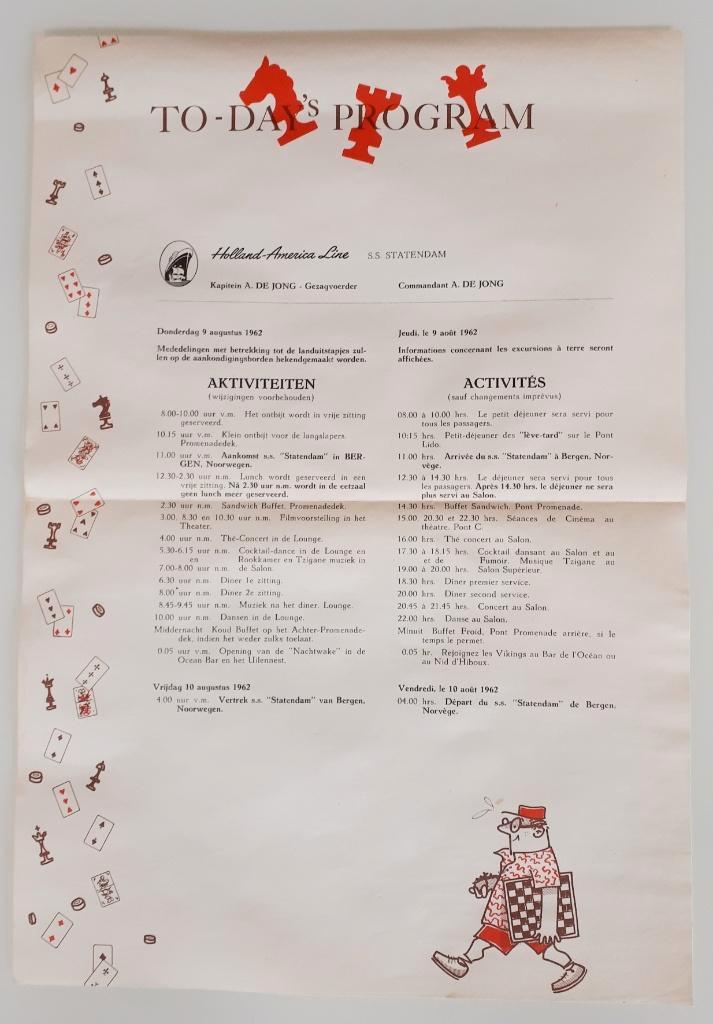 TO-DAY'S PROGRAM
Holland-America Line S.S. STATENDAM
Kapitein A. DE JONG - Gezagvoerder
Commandant A. DE JONG
Donderdag 9 augustus 1962
Mededelingen met betrekking tot de landuitstapjes zul-
len op de aankondigingsborden bekendgemaakt worden.
AKTIVITEITEN
(wijzigingen voorbehouden)
8.00-10.00 uur v.m. Het ontbijt wordt in vrije zitting
geserveerd.
10.15 uur v.m. Klein ontbijt voor de langslapers.
Promenadedek.
11.00 uur v.m. Aankomst s.s. "Statendam" in BER-
GEN, Noorwegen.
12.30-2.30 uur n.m. Lunch wordt geserveerd in een
vrije zitting. Ná 2.30 uur n.m. wordt in de eetzaal
geen lunch meer geserveerd.
2.30 uur n.m. Sandwich Buffet. Promenadedek.
3.00, 8.30 en 10.30 uur n.m. Filmvoorstelling in het
Theater.
4.00 uur n.m. Thé-Concert in de Lounge.
5.30-6.15 uur n.m. Cocktail-dance in de Lounge en
en Rookkamer en Tzigane muziek in
7.00-8.00 uur n.m. de Salon.
6.30 uur n.m. Diner 1e zitting.
8.00 uur n.m. Diner 2e zitting.
8.45-9.45 uur n.m. Muziek na het diner. Lounge.
10.00 uur n.m. Dansen in de Lounge.
Middernacht Koud Buffet op het Achter-Promenade-
dek, indien het weder zulks toelaat.
0.05 uur v.m. Opening van de "Nachtwake" in de
Ocean Bar en het Uilennest.
Vrijdag 10 augustus 1962
4.00 uur v.m. Vertrek s.s. "Statendam" van Bergen,
Noorwegen.
Jeudi, le 9 août 1962
Informations concernant les excursions à terre seront
affichées.
ACTIVITÉS
(sauf changements imprévus)
08.00 à 10.00 hrs. Le petit déjeuner sera servi pour
tous les passagers.
10:15 hrs. Petit-déjeuner des "lève-tard" sur le Pont
Lido.
11.00 hrs. Arrivée du s.s. "Statendam" à Bergen, Nor-
vège.
12.30 à 14.30 hrs. Le déjeuner sera servi pour tous
les passagers. Après 14.30 hrs. le déjeuner ne sera
plus servi au Salon.
14.30 hrs. Buffet Sandwich. Pont Promenade.
15.00, 20.30 et 22.30 hrs. Séances de Cinéma au
théatre. Pont C.
16.00 hrs. Thé concert au Salon.
17.30 à 18.15 hrs. Cocktail dansant au Salon et au
et de Fumoir. Musique Tzigane au
19.00 à 20.00 hrs. Salon Supérieur.
18.30 hrs. Diner premier service.
20.00 hrs. Diner second service.
20.45 à 21.45 hrs. Concert au Salon.
22.00 hrs. Danse au Salon.
Minuit Buffet Froid, Pont Promenade arrière, si le
temps le permet.
0.05 hr. Rejoignez les Vikings au Bar de l'Océan ou
au Nid d'Hiboux.
Vendredi, le 10 août 1962
04.00 hrs. Départ du s.s. "Statendam" de Bergen,
Norvège.